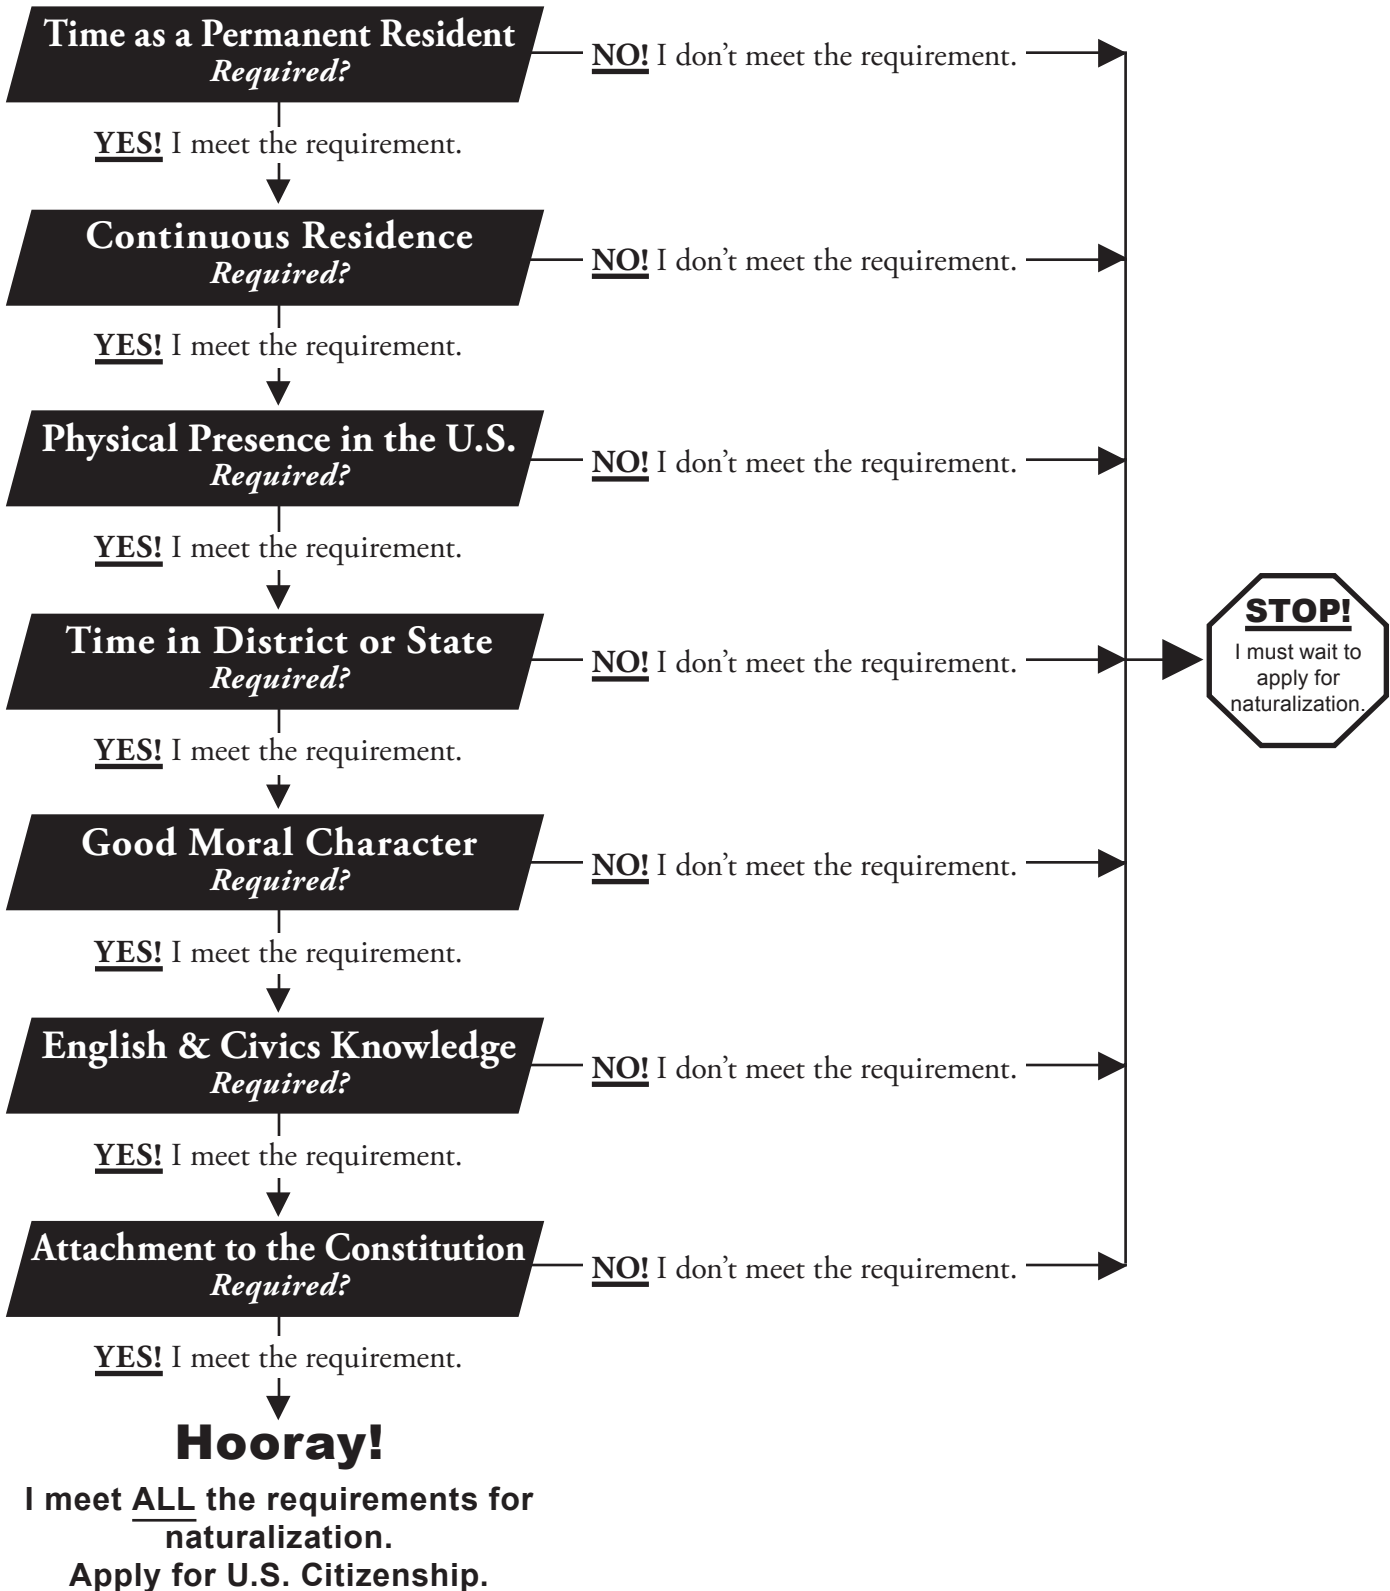 Time as a Permanent Resident
Required?
NO! I don't meet the requirement.
YES! I meet the requirement.
Continuous Residence
Required?
NO! I don't meet the requirement.
YES! I meet the requirement.
Physical Presence in the U.S.
Required?
NO! I don't meet the requirement.
YES! I meet the requirement.
Time in District or State
Required?
NO! I don't meet the requirement.
STOP!
I must wait to
apply for
naturalization.
YES! I meet the requirement.
Good Moral Character
Required?
NO! I don't meet the requirement.
YES! I meet the requirement.
English & Civics Knowledge
Required?
NO! I don't meet the requirement.
YES! I meet the requirement.
Attachment to the Constitution
Required?
NO! I don't meet the requirement.
YES! I meet the requirement.
Hooray!
I meet ALL the requirements for
naturalization.
Apply for U.S. Citizenship.